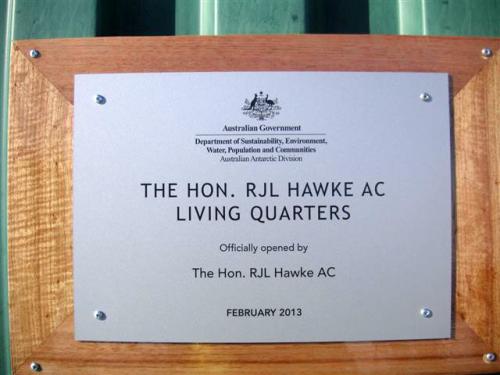 Australian Government
Department of Sustainability, Environment,
Water, Population and Communities
Australian Antarctic Division
THE HON. RJL HAWKE AC
LIVING QUARTERS
Officially opened by
The Hon. RJL Hawke AC
FEBRUARY 2013